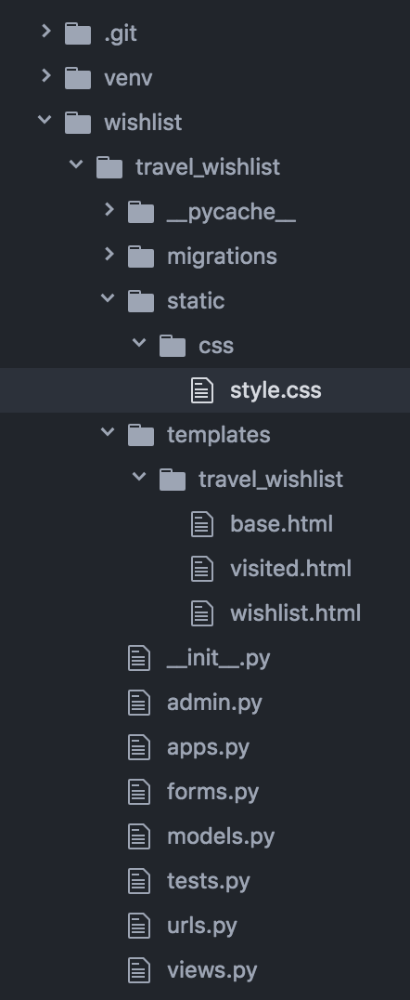 .git
venv
wishlist
travel_wishlist
__pycache__
migrations
static
css
style.css
templates
travel_wishlist
base.html
visited.html
wishlist.html
__init__.py
admin.py
apps.py
forms.py
models.py
tests.py
urls.py
views.py